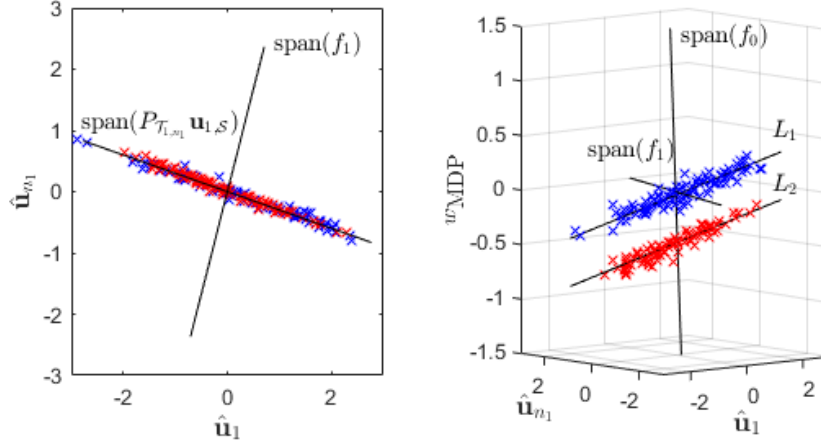 3
2
1
0
-1
-2
-3
-2
0
2
û₁
û_{n₁}
span(f₁)
span(P_{𝒯_{1,n₁}} u_{1,𝒮})
1.5
1
0.5
0
-0.5
-1
-1.5
w_{MDP}
span(f₀)
span(f₁)
L₁
L₂
2
0
-2
û_{n₁}
-2
0
2
û₁